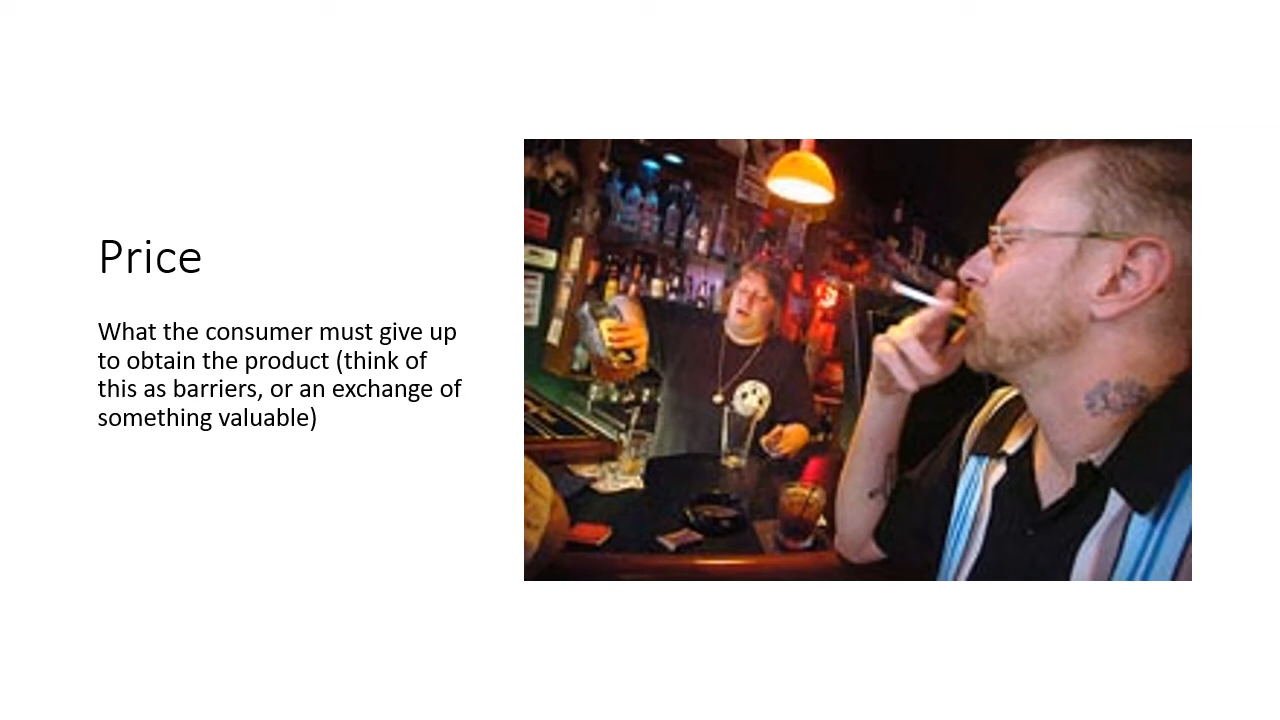 Price
What the consumer must give up
to obtain the product (think of
this as barriers, or an exchange of
something valuable)